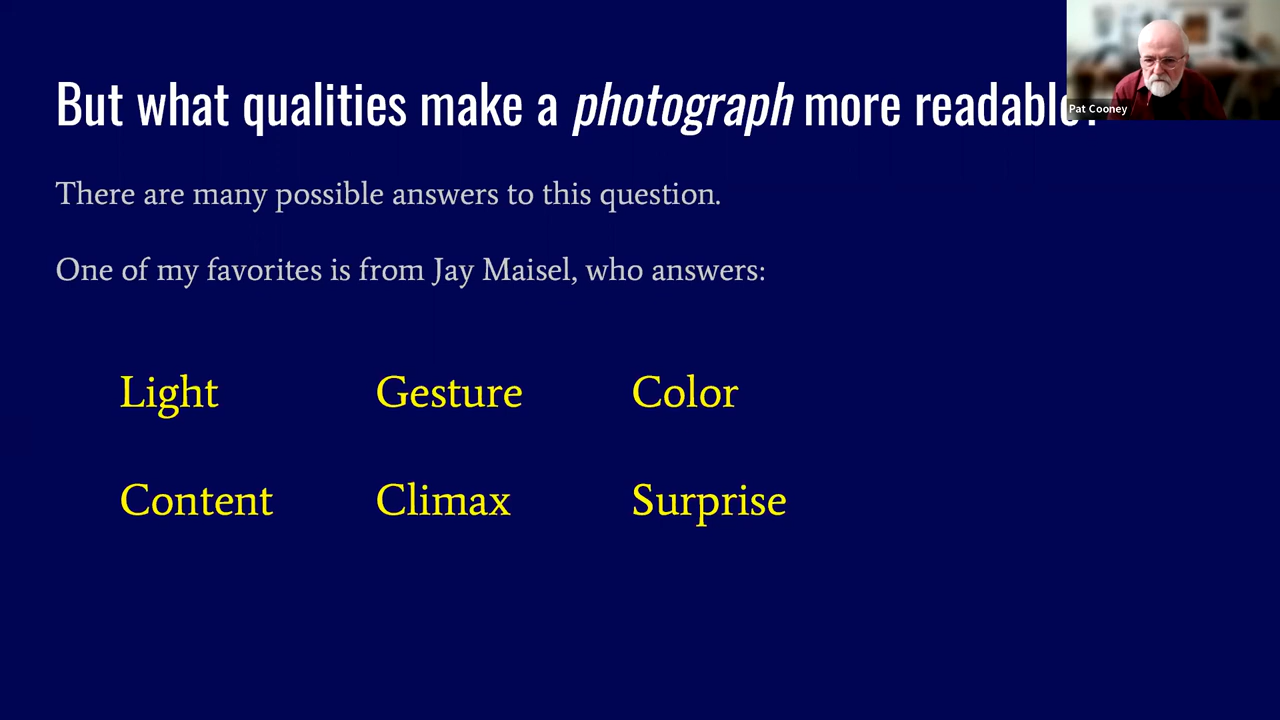 But what qualities make a photograph more readable?
Pat Cooney
There are many possible answers to this question.
One of my favorites is from Jay Maisel, who answers:
Light Gesture Color
Content Climax Surprise